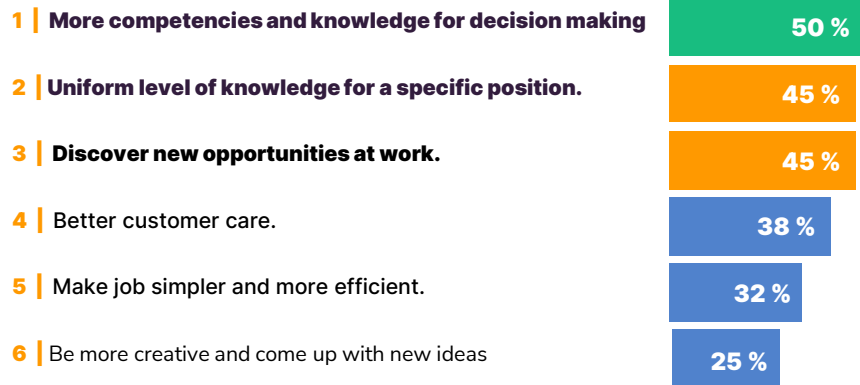 1 | More competencies and knowledge for decision making 50 %
2 | Uniform level of knowledge for a specific position. 45 %
3 | Discover new opportunities at work. 45 %
4 | Better customer care. 38 %
5 | Make job simpler and more efficient. 32 %
6 | Be more creative and come up with new ideas 25 %